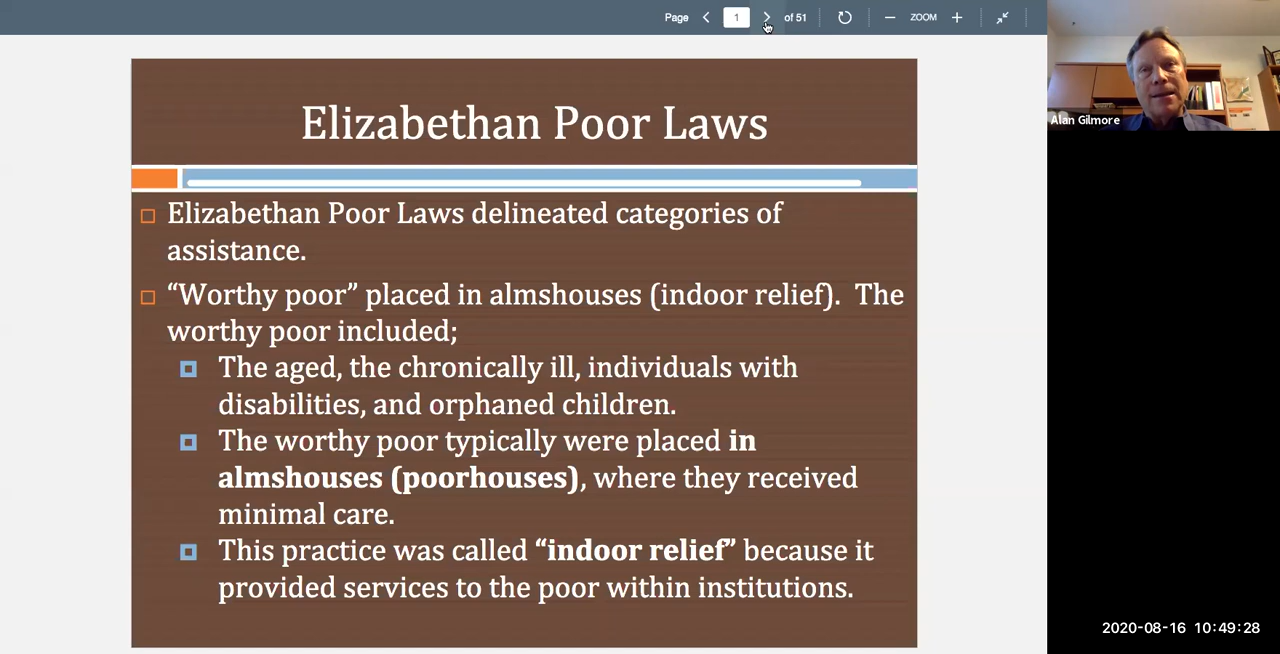 Page 1 of 51 ZOOM
Alan Gilmore
Elizabethan Poor Laws
Elizabethan Poor Laws delineated categories of
assistance.
“Worthy poor” placed in almshouses (indoor relief).  The
worthy poor included;
The aged, the chronically ill, individuals with
disabilities, and orphaned children.
The worthy poor typically were placed in
almshouses (poorhouses), where they received
minimal care.
This practice was called “indoor relief” because it
provided services to the poor within institutions.
2020-08-16 10:49:28